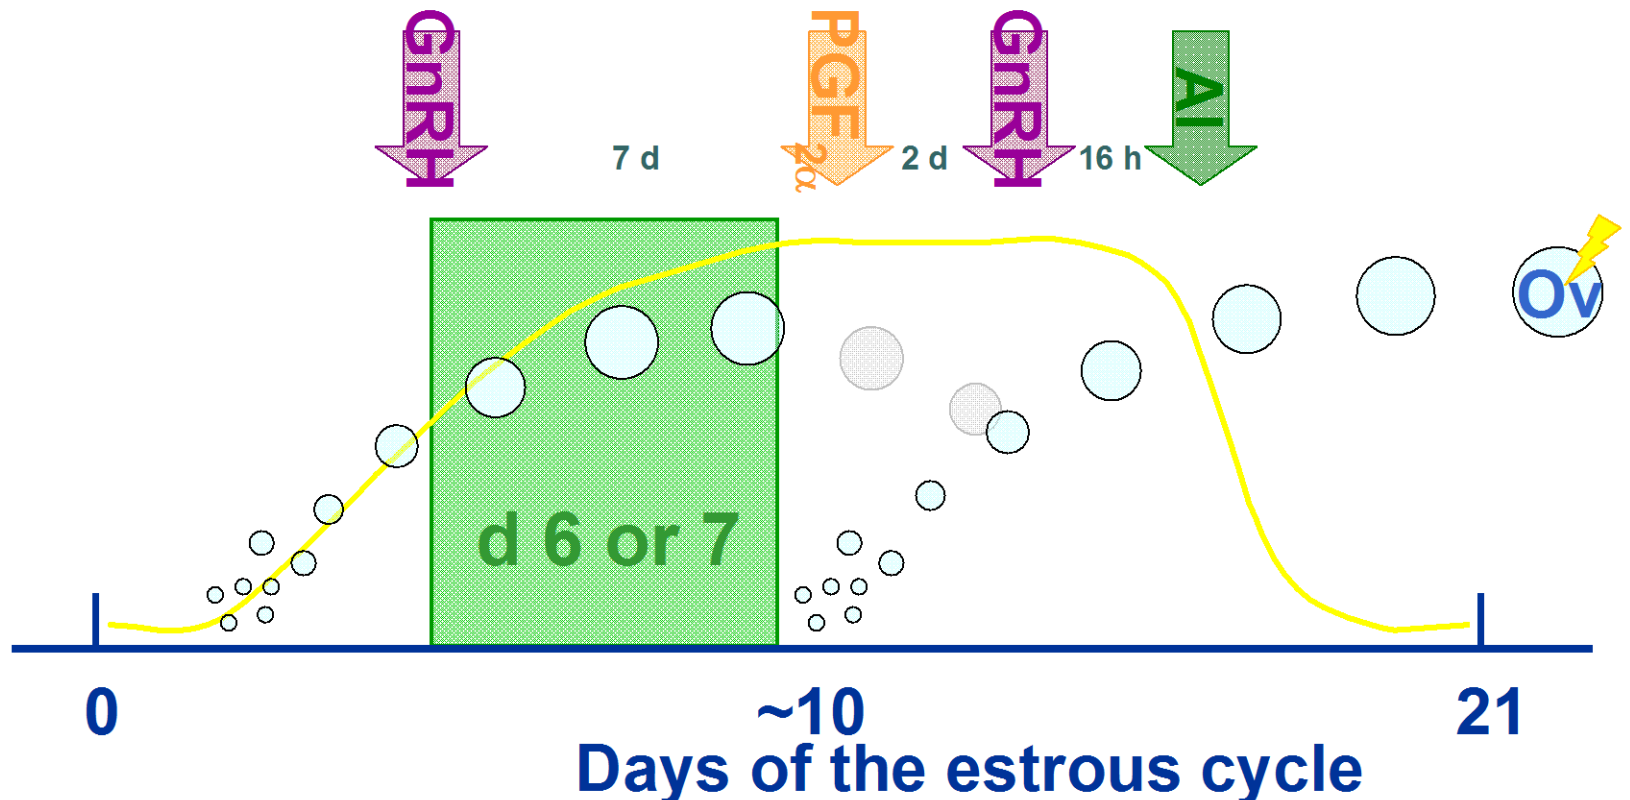 GnRH
PGF2α
GnRH
AI
7 d
2 d
16 h
Ov
d 6 or 7
0
~10
21
Days of the estrous cycle